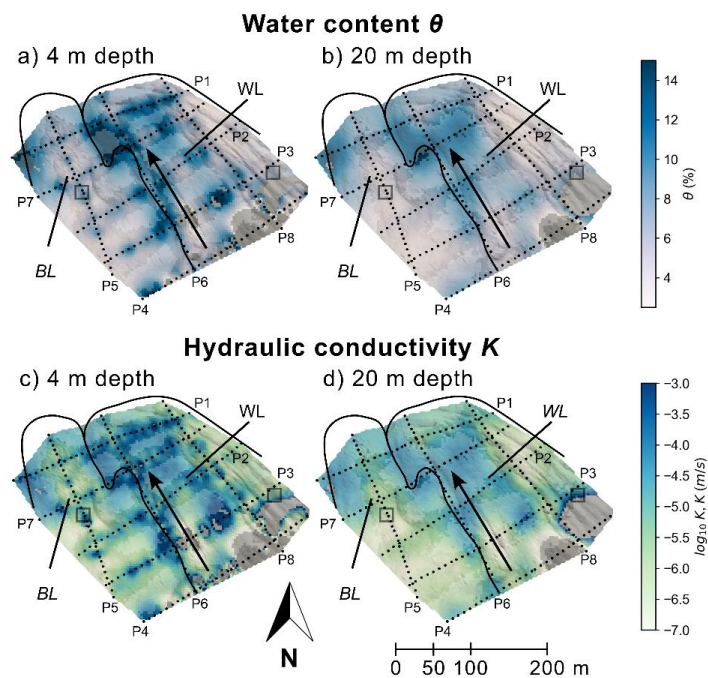 Water content θ
a) 4 m depth
b) 20 m depth
P1
WL
P2
P3
P7
P8
BL
P5
P6
P4
P1
WL
P2
P3
P7
P8
BL
P5
P6
P4
14
12
10
8
6
4
θ (%)
Hydraulic conductivity K
c) 4 m depth
d) 20 m depth
P1
WL
P2
P3
P7
P8
BL
P5
P6
P4
P1
WL
P2
P3
P7
P8
BL
P5
P6
P4
-3.0
-3.5
-4.0
-4.5
-5.0
-5.5
-6.0
-6.5
-7.0
log10 K, K (m/s)
N
0 50 100 200 m